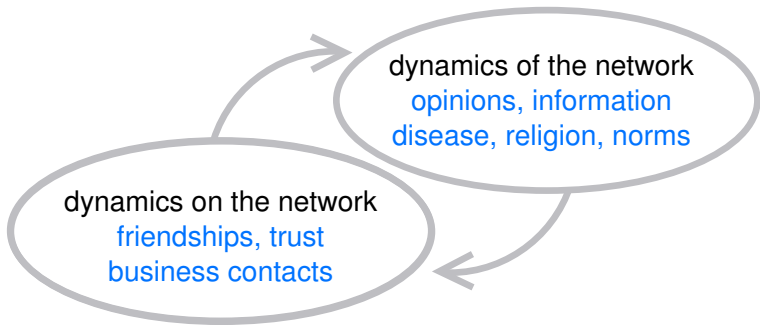 dynamics of the network
opinions, information
disease, religion, norms
dynamics on the network
friendships, trust
business contacts